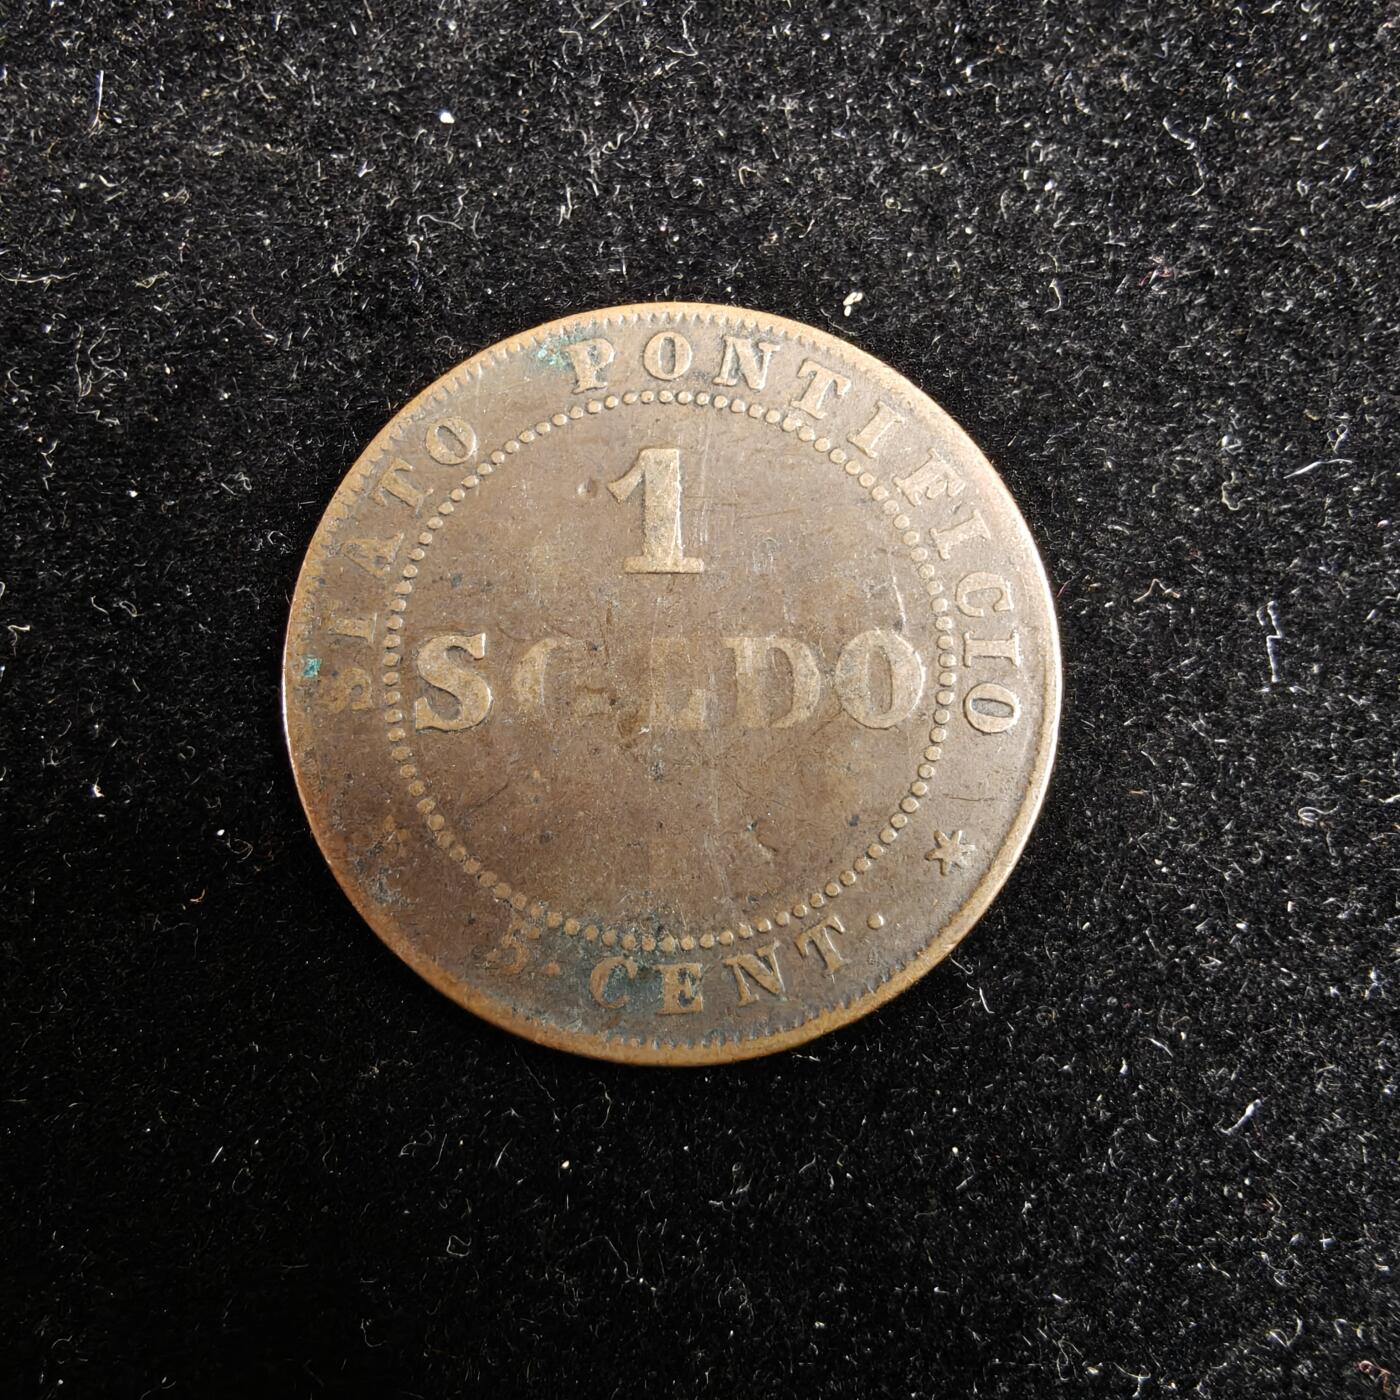 STATO PONTIFICIO
1
SOLDO
5. CENT.